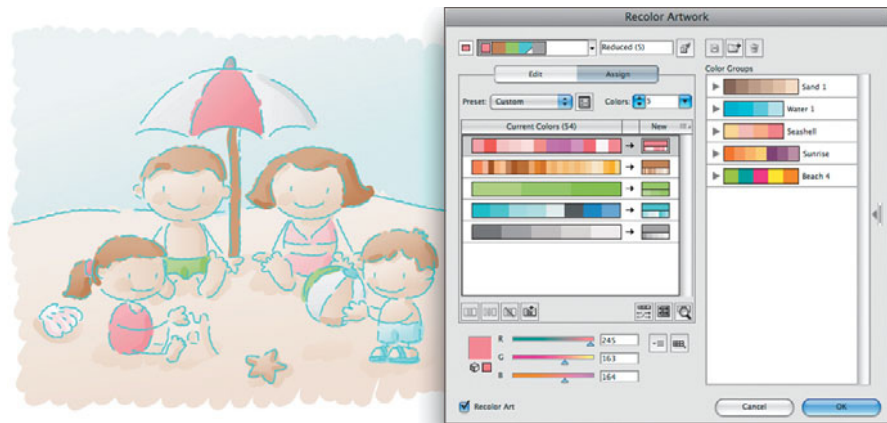 Recolor Artwork
Reduced (5)
Edit
Assign
Color Groups
Preset: Custom
Colors: 5
Current Colors (54)
New
Sand 1
Water 1
Seashell
Sunrise
Beach 4
R 245
G 163
B 164
Recolor Art
Cancel
OK